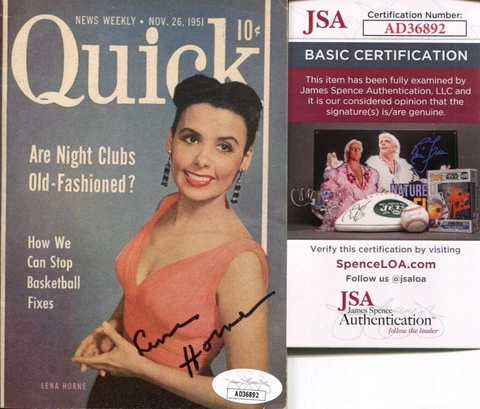 NEWS WEEKLY • NOV. 26, 1951
10¢
Quick
Are Night Clubs
Old-Fashioned?
How We
Can Stop
Basketball
Fixes
Lena
Horne
LENA HORNE
AD36892
JSA
Certification Number:
AD36892
BASIC CERTIFICATION
This item has been fully examined by
James Spence Authentication, LLC and
it is our considered opinion that the
signature(s) is/are genuine.
NATURE
JETS
Verify this certification by visiting
SpenceLOA.com
Follow us @jsaloa
JSA
James Spence
Authentication
follow the leader